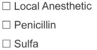 ☐ Local Anesthetic
☐ Penicillin
☐ Sulfa